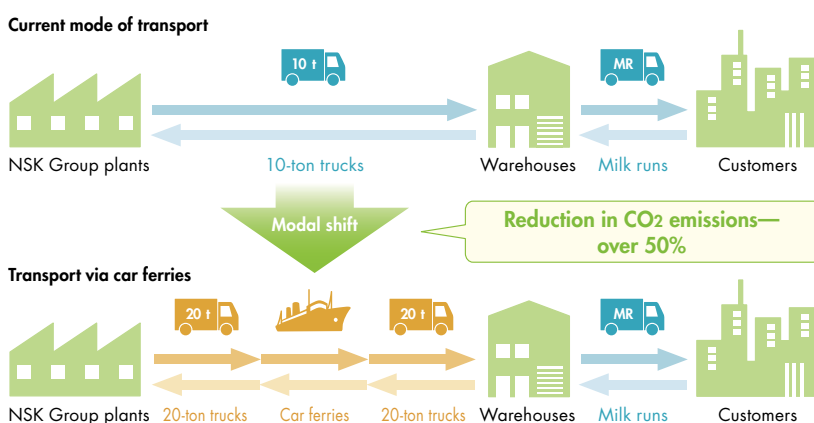 Current mode of transport
10 t
MR
NSK Group plants
10-ton trucks
Warehouses
Milk runs
Customers
Modal shift
Reduction in CO2 emissions—
over 50%
Transport via car ferries
20 t
20 t
MR
NSK Group plants
20-ton trucks
Car ferries
20-ton trucks
Warehouses
Milk runs
Customers